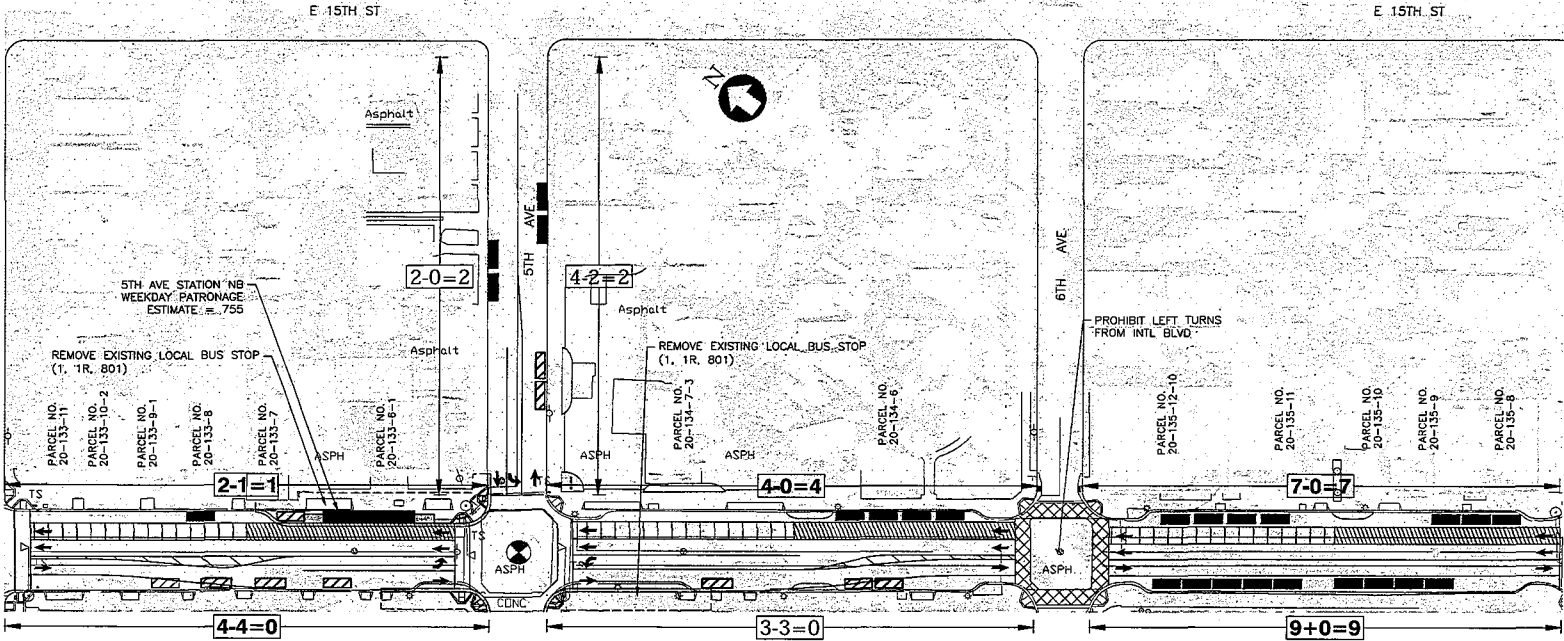 E 15TH ST
E 15TH ST
N
Asphalt
5TH AVE
6TH AVE
2-0=2
4-2=2
5TH AVE STATION NB
WEEKDAY PATRONAGE
ESTIMATE = 755
Asphalt
PROHIBIT LEFT TURNS
FROM INTL BLVD
REMOVE EXISTING LOCAL BUS STOP
(1, 1R, 801)
Asphalt
REMOVE EXISTING LOCAL BUS STOP
(1, 1R, 801)
PARCEL NO.
20-133-11
PARCEL NO.
20-133-10-2
PARCEL NO.
20-133-9-1
PARCEL NO.
20-133-8
PARCEL NO.
20-133-7
PARCEL NO.
20-133-6-1
PARCEL NO.
20-134-7-3
PARCEL NO.
20-134-6
PARCEL NO.
20-135-12-10
PARCEL NO.
20-135-11
PARCEL NO.
20-135-10
PARCEL NO.
20-135-9
PARCEL NO.
20-135-8
ASPH
ASPH
ASPH
2-1=1
4-0=4
7-0=7
TS
TS
ASPH
ASPH.
CONC
4-4=0
3-3=0
9+0=9